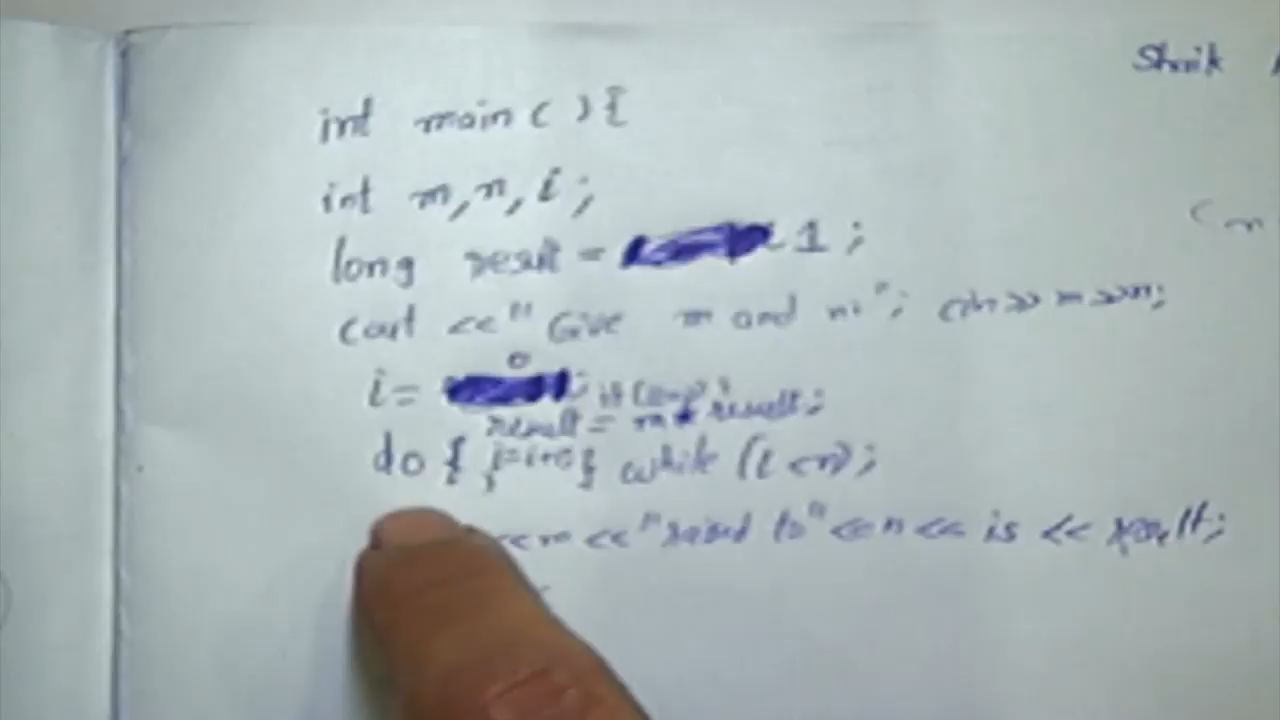 Shaik
int main ( ) {
int m, n, i ;
(m
long result = 1 ;
cout << " Give m and n: " ; cin >> m >> n;
0
i = ;
result = m * result;
do { } while (i < n) ;
<< m << "raised to" << n << is << result;